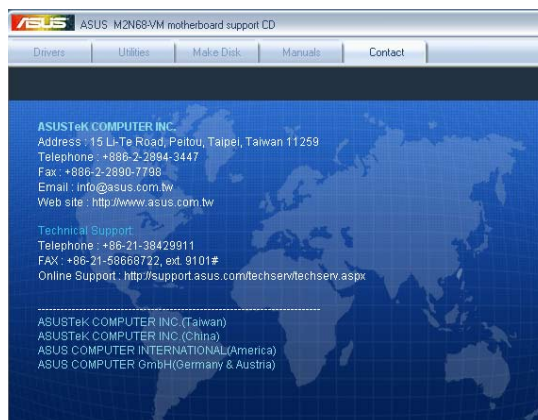 ASUS ASUS M2N68-VM motherboard support CD
Drivers Utilities Make Disk Manuals Contact
ASUSTeK COMPUTER INC.
Address : 15 Li-Te Road, Peitou, Taipei, Taiwan 11259
Telephone : +886-2-2894-3447
Fax : +886-2-2890-7798
Email : info@asus.com.tw
Web site : http://www.asus.com.tw
Technical Support:
Telephone : +86-21-38429911
FAX : +86-21-58668722, ext. 9101#
Online Support : http://support.asus.com/techserv/techserv.aspx
--------------------------------------------------------------------------
ASUSTeK COMPUTER INC.(Taiwan)
ASUSTeK COMPUTER INC.(China)
ASUS COMPUTER INTERNATIONAL(America)
ASUS COMPUTER GmbH(Germany & Austria)